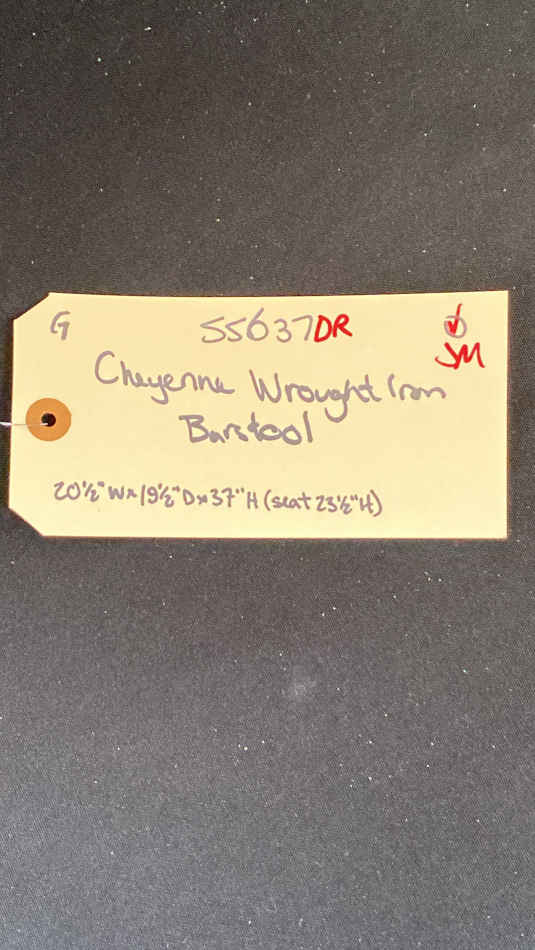 G 55637DR
JM
Cheyenne Wrought Iron
Barstool
20½" W x 19½" D x 37" H (seat 23½" H)